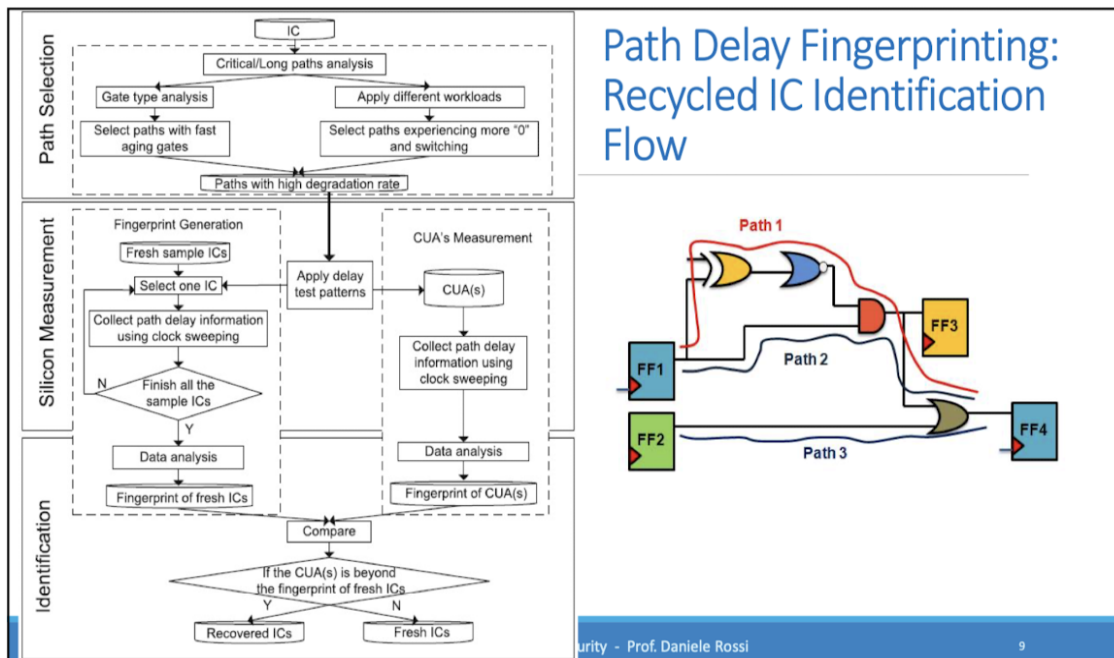 Path Delay Fingerprinting:
Recycled IC Identification
Flow
Path Selection
IC
Critical/Long paths analysis
Gate type analysis
Apply different workloads
Select paths with fast
aging gates
Select paths experiencing more “0”
and switching
Paths with high degradation rate
Silicon Measurement
Fingerprint Generation
Fresh sample ICs
Select one IC
Collect path delay information
using clock sweeping
N
Finish all the
sample ICs
Y
Data analysis
Fingerprint of fresh ICs
Apply delay
test patterns
CUA's Measurement
CUA(s)
Collect path delay
information using
clock sweeping
Data analysis
Fingerprint of CUA(s)
Identification
Compare
If the CUA(s) is beyond
the fingerprint of fresh ICs
Y
N
Recovered ICs
Fresh ICs
Path 1
FF3
Path 2
FF1
FF2
FF4
Path 3
urity - Prof. Daniele Rossi
9